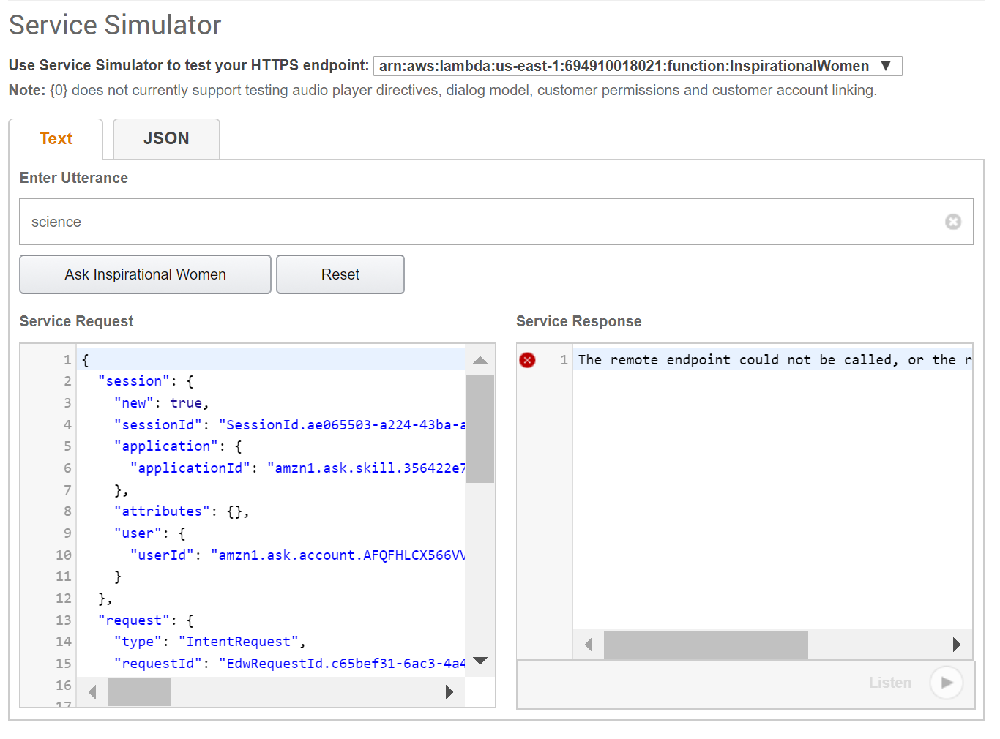 Service Simulator
Use Service Simulator to test your HTTPS endpoint: arn:aws:lambda:us-east-1:694910018021:function:InspirationalWomen ▼
Note: {0} does not currently support testing audio player directives, dialog model, customer permissions and customer account linking.
Text JSON
Enter Utterance
science
Ask Inspirational Women Reset
Service Request
1 {
2 "session": {
3 "new": true,
4 "sessionId": "SessionId.ae065503-a224-43ba-a
5 "application": {
6 "applicationId": "amzn1.ask.skill.356422e7
7 },
8 "attributes": {},
9 "user": {
10 "userId": "amzn1.ask.account.AFQFHLCX566VV
11 }
12 },
13 "request": {
14 "type": "IntentRequest",
15 "requestId": "EdwRequestId.c65bef31-6ac3-4a4
16
17
Service Response
1 The remote endpoint could not be called, or the r
Listen